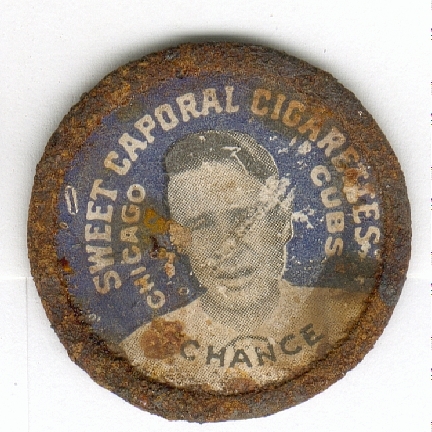 SWEET CAPORAL CIGARETTES
CHICAGO
CUBS
CHANCE